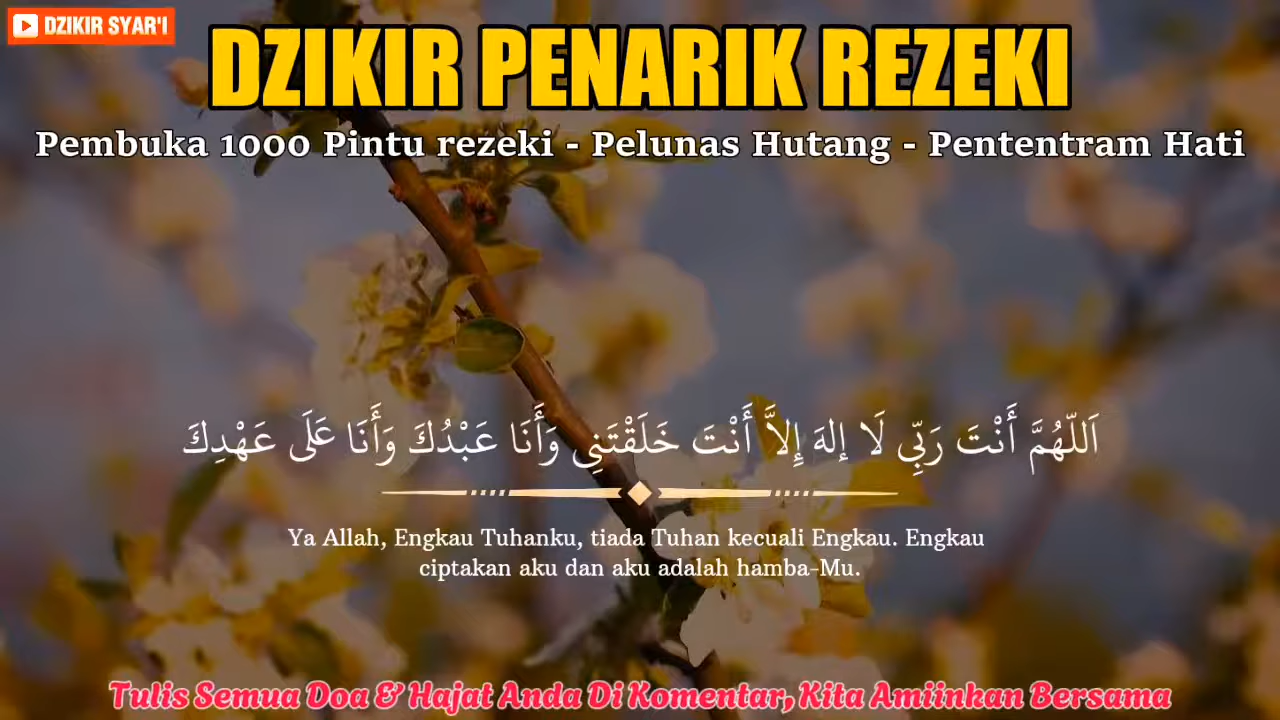 DZIKIR SYAR'I
DZIKIR PENARIK REZEKI
Pembuka 1000 Pintu rezeki - Pelunas Hutang - Pententram Hati
اَللّهُمَّ أَنْتَ رَبِّي لَا إلهَ إِلاَّ أَنْتَ خَلَقْتَنِي وَأَنَا عَبْدُكَ وَأَنَا عَلَى عَهْدِكَ
Ya Allah, Engkau Tuhanku, tiada Tuhan kecuali Engkau. Engkau
ciptakan aku dan aku adalah hamba-Mu.
Tulis Semua Doa & Hajat Anda Di Komentar, Kita Amiinkan Bersama